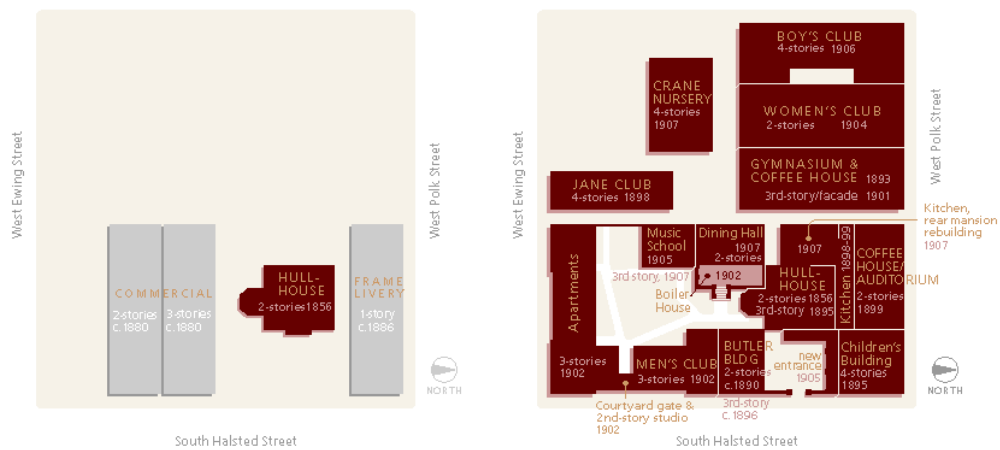 West Ewing Street
West Polk Street
COMMERCIAL
2-stories
c.1880
3-stories
c.1880
HULL-
HOUSE
2-stories 1856
FRAME
LIVERY
1-story
c.1886
NORTH
South Halsted Street
West Ewing Street
West Polk Street
BOY'S CLUB
4-stories 1906
CRANE
NURSERY
4-stories
1907
WOMEN'S CLUB
2-stories 1904
GYMNASIUM &
COFFEE HOUSE 1893
3rd-story/facade 1901
JANE CLUB
4-stories 1898
Kitchen,
rear mansion
rebuilding
1907
Apartments
3-stories
1902
Music
School
1905
3rd story, 1907
Dining Hall
1907
2-stories
1902
Boiler
House
1907
HULL-
HOUSE
2-stories 1856
3rd-story 1895
Kitchen 1898-99
COFFEE
HOUSE/
AUDITORIUM
2-stories
1899
MEN'S CLUB
3-stories 1902
BUTLER
BLDG
2-stories
c.1890
3rd-story
c.1896
new
entrance
1905
Children's
Building
4-stories
1895
Courtyard gate &
2nd-story studio
1902
NORTH
South Halsted Street